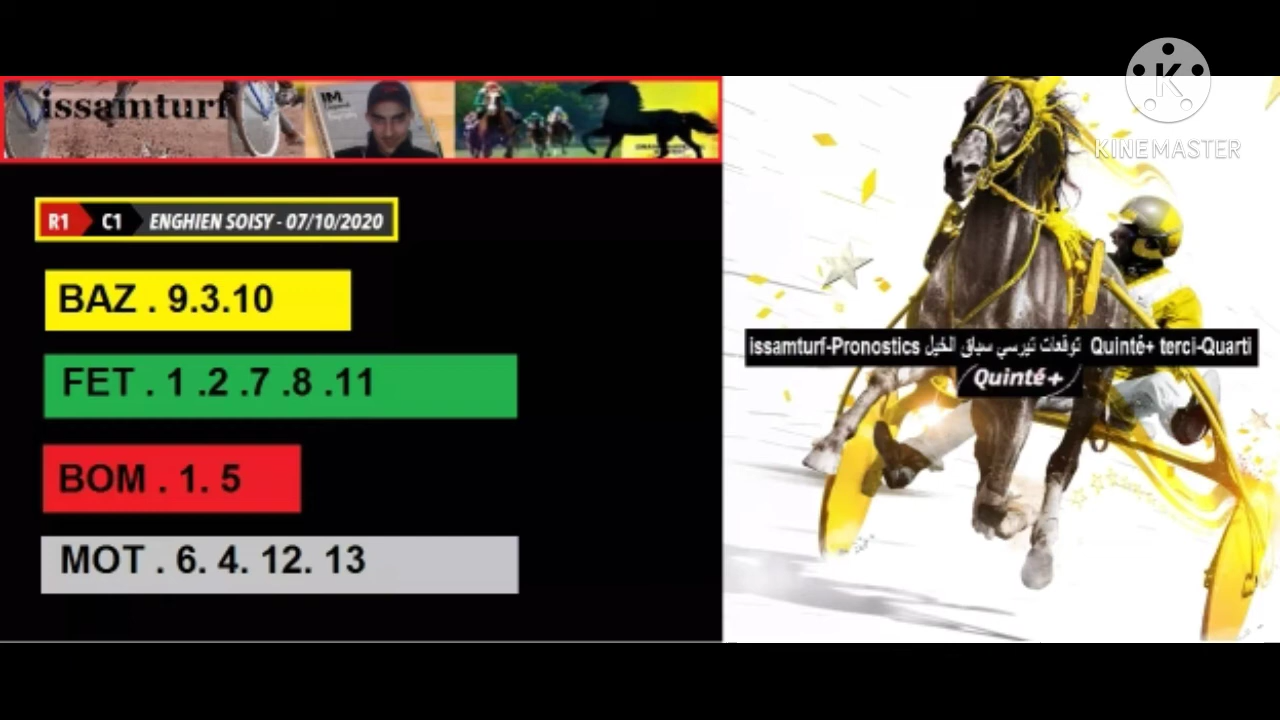 issamturf
R1 C1 ENGHIEN SOISY - 07/10/2020
BAZ . 9.3.10
FET . 1 .2 .7 .8 .11
BOM . 1. 5
MOT . 6. 4. 12. 13
KINEMASTER
issamturf-Pronostics توقعات تيرسي سباق الخيل Quinté+ terci-Quarti
Quinté+